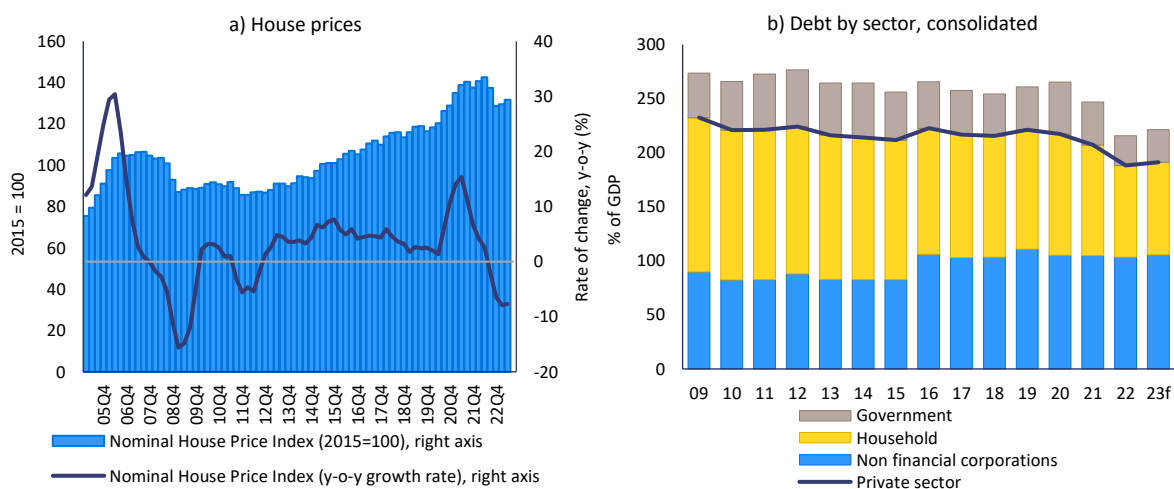 a) House prices
160
140
120
100
80
60
40
20
0
2015 = 100
40
30
20
10
0
-10
-20
Rate of change, y-o-y (%)
05Q4
06Q4
07Q4
08Q4
09Q4
10Q4
11Q4
12Q4
13Q4
14Q4
15Q4
16Q4
17Q4
18Q4
19Q4
20Q4
21Q4
22Q4
Nominal House Price Index (2015=100), right axis
Nominal House Price Index (y-o-y growth rate), right axis
b) Debt by sector, consolidated
300
250
200
150
100
50
0
% of GDP
09 10 11 12 13 14 15 16 17 18 19 20 21 22 23f
Government
Household
Non financial corporations
Private sector